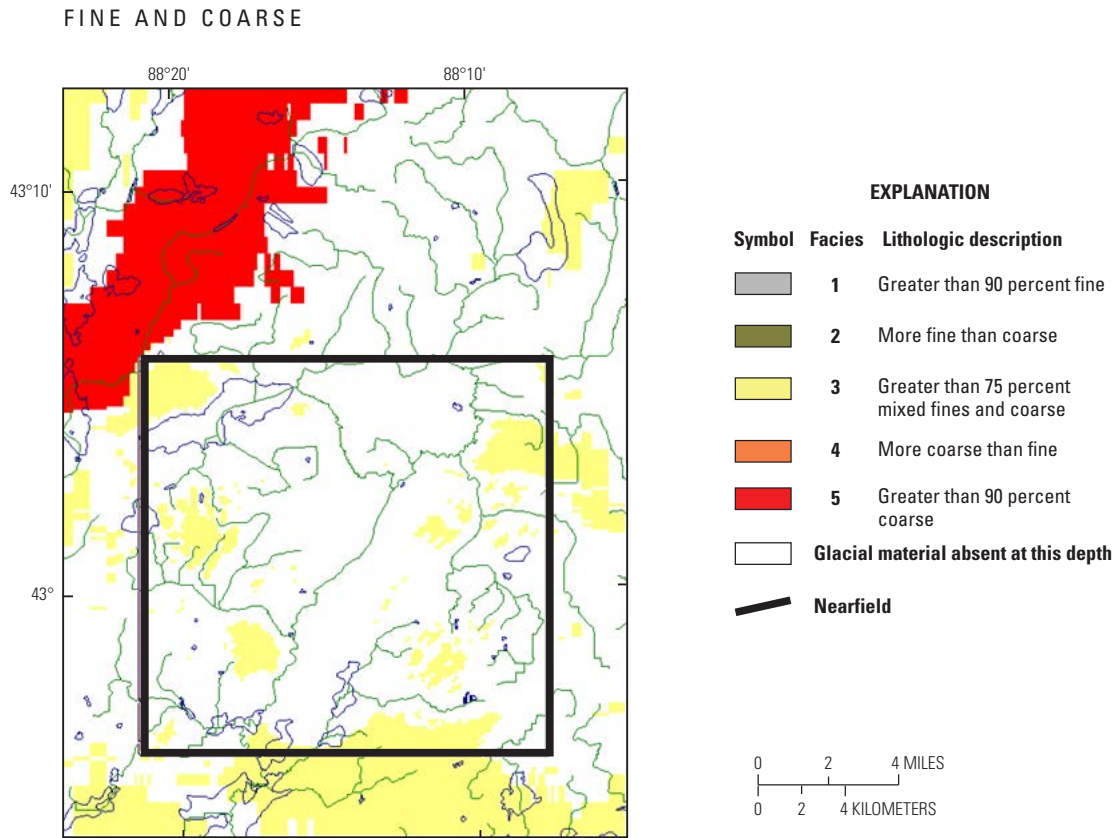 FINE AND COARSE
88°20' 88°10'
43°10'
43°
EXPLANATION
Symbol Facies Lithologic description
1 Greater than 90 percent fine
2 More fine than coarse
3 Greater than 75 percent
mixed fines and coarse
4 More coarse than fine
5 Greater than 90 percent
coarse
Glacial material absent at this depth
Nearfield
0 2 4 MILES
0 2 4 KILOMETERS